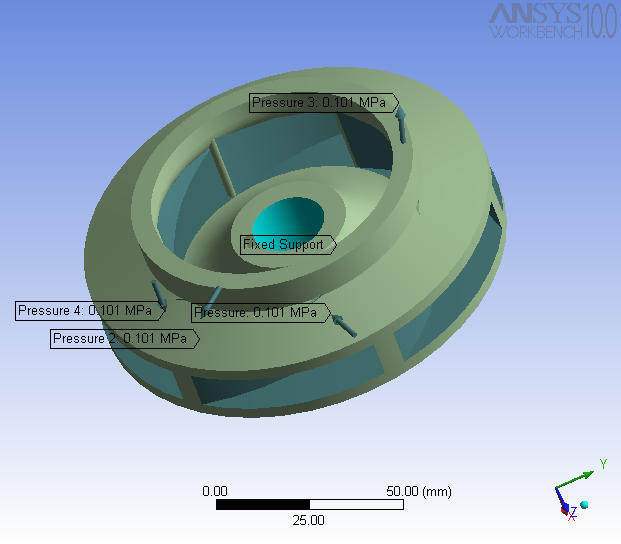 ANSYS 10.0
WORKBENCH
Pressure 3: 0.101 MPa
Fixed Support
Pressure 4: 0.101 MPa
Pressure: 0.101 MPa
Pressure 2: 0.101 MPa
0.00
50.00 (mm)
25.00
Y
Z
X